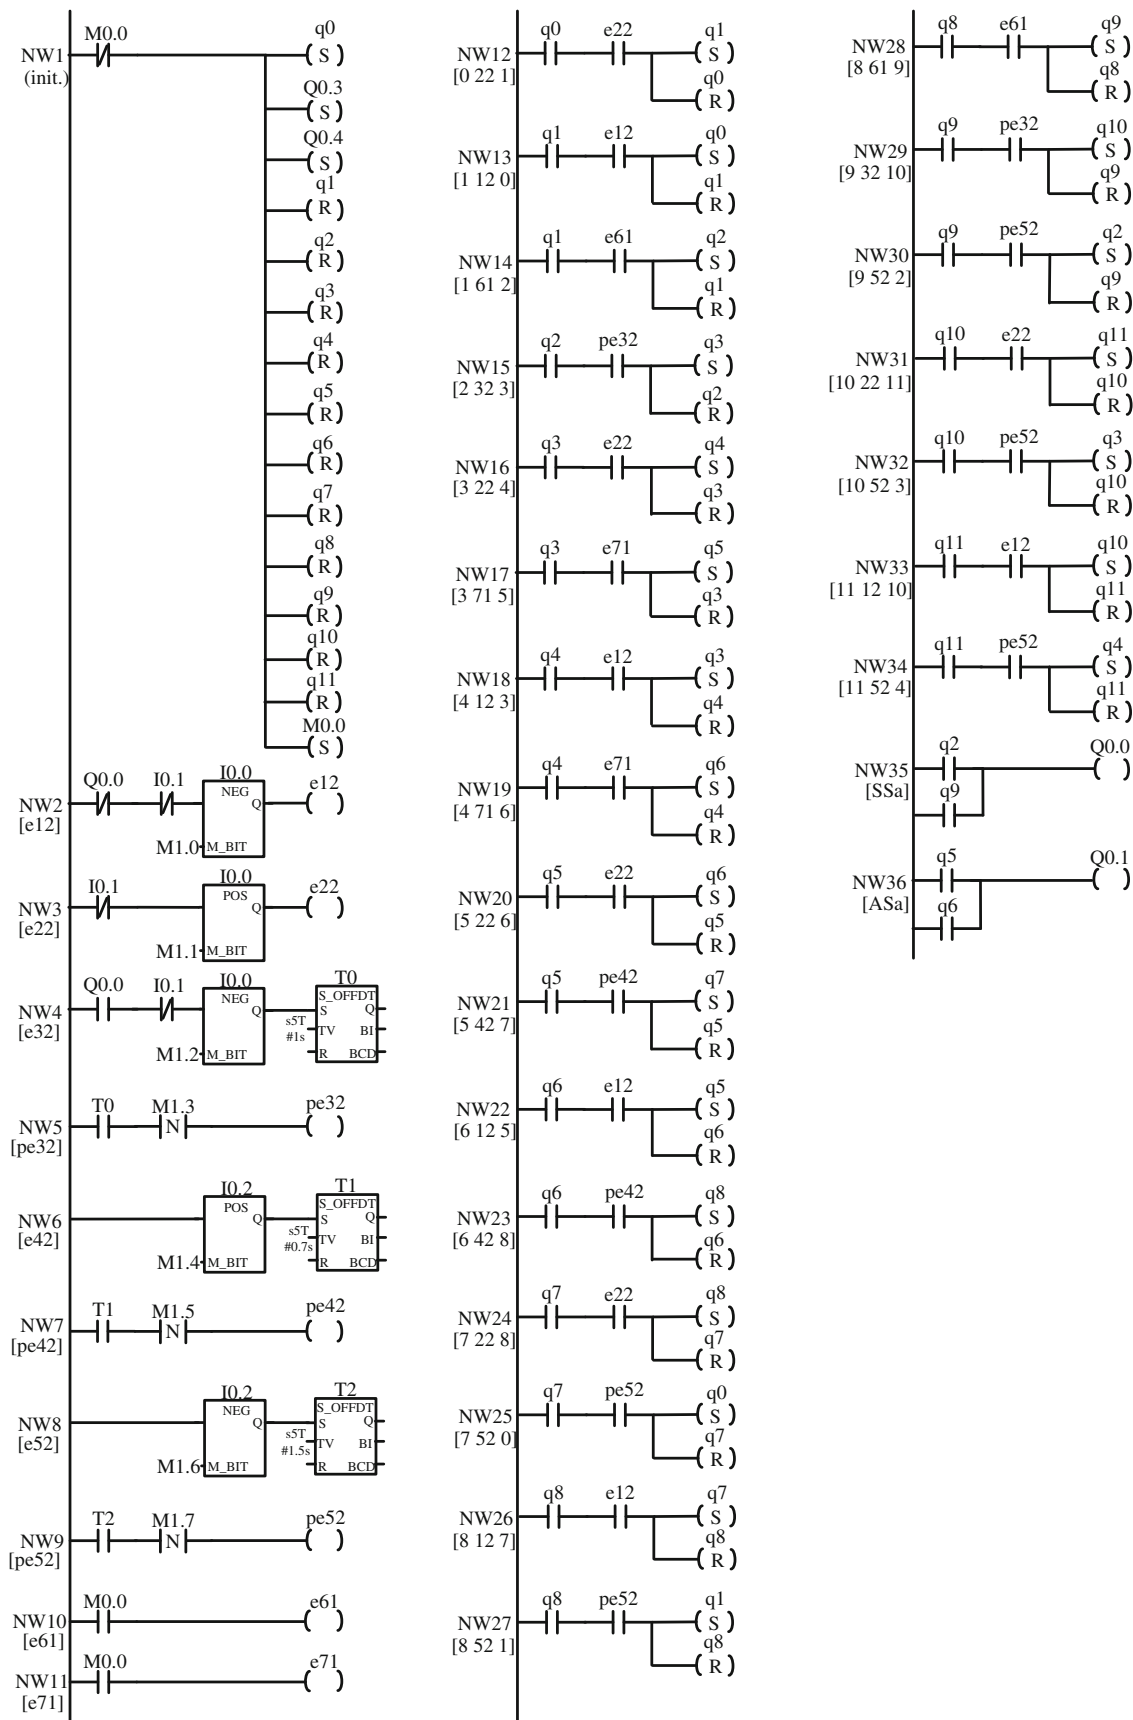 M0.0 q0
NW1 S
(init.)
Q0.3
S
Q0.4
S
q1
R
q2
R
q3
R
q4
R
q5
R
q6
R
q7
R
q8
R
q9
R
q10
R
q11
R
M0.0
S
Q0.0 I0.1 I0.0 e12
NEG
NW2 Q
[e12]
M1.0 M_BIT
I0.1 I0.0 e22
POS
NW3 Q
[e22]
M1.1 M_BIT
Q0.0 I0.1 I0.0 T0
NEG S_OFFDT
NW4 Q S Q
[e32] s5T TV BI
#1s
M1.2 M_BIT R BCD
T0 M1.3 pe32
NW5 N
[pe32]
I0.2 T1
POS S_OFFDT
NW6 Q S Q
[e42] s5T TV BI
#0.7s
M1.4 M_BIT R BCD
T1 M1.5 pe42
NW7 N
[pe42]
I0.2 T2
NEG S_OFFDT
NW8 Q S Q
[e52] s5T TV BI
#1.5s
M1.6 M_BIT R BCD
T2 M1.7 pe52
NW9 N
[pe52]
M0.0 e61
NW10
[e61]
M0.0 e71
NW11
[e71]
q0 e22 q1
NW12 S
[0 22 1] q0
R
q1 e12 q0
NW13 S
[1 12 0] q1
R
q1 e61 q2
NW14 S
[1 61 2] q1
R
q2 pe32 q3
NW15 S
[2 32 3] q2
R
q3 e22 q4
NW16 S
[3 22 4] q3
R
q3 e71 q5
NW17 S
[3 71 5] q3
R
q4 e12 q3
NW18 S
[4 12 3] q4
R
q4 e71 q6
NW19 S
[4 71 6] q4
R
q5 e22 q6
NW20 S
[5 22 6] q5
R
q5 pe42 q7
NW21 S
[5 42 7] q5
R
q6 e12 q5
NW22 S
[6 12 5] q6
R
q6 pe42 q8
NW23 S
[6 42 8] q6
R
q7 e22 q8
NW24 S
[7 22 8] q7
R
q7 pe52 q0
NW25 S
[7 52 0] q7
R
q8 e12 q7
NW26 S
[8 12 7] q8
R
q8 pe52 q1
NW27 S
[8 52 1] q8
R
q8 e61 q9
NW28 S
[8 61 9] q8
R
q9 pe32 q10
NW29 S
[9 32 10] q9
R
q9 pe52 q2
NW30 S
[9 52 2] q9
R
q10 e22 q11
NW31 S
[10 22 11] q10
R
q10 pe52 q3
NW32 S
[10 52 3] q10
R
q11 e12 q10
NW33 S
[11 12 10] q11
R
q11 pe52 q4
NW34 S
[11 52 4] q11
R
q2 Q0.0
NW35
[SSa] q9
q5 Q0.1
NW36
[ASa] q6